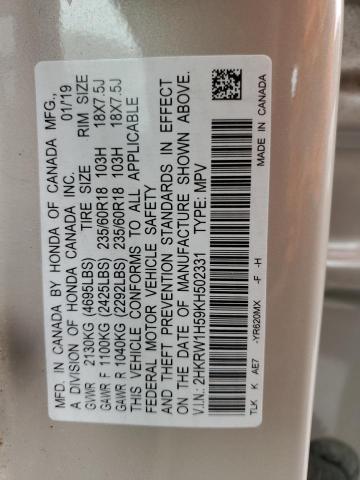 MFD. IN CANADA BY HONDA OF CANADA MFG.,
A DIVISION OF HONDA CANADA INC. 01/19
TIRE SIZE RIM SIZE
GVWR 2130KG (4695LBS)
GAWR F 1100KG (2425LBS) 235/60R18 103H 18X7.5J
GAWR R 1040KG (2292LBS) 235/60R18 103H 18X7.5J
THIS VEHICLE CONFORMS TO ALL APPLICABLE
FEDERAL MOTOR VEHICLE SAFETY
AND THEFT PREVENTION STANDARDS IN EFFECT
ON THE DATE OF MANUFACTURE SHOWN ABOVE.
V.I.N.: 2HKRW1H59KH502331 TYPE: MPV
TLK K AE7 -YR620MX -F -H
MADE IN CANADA